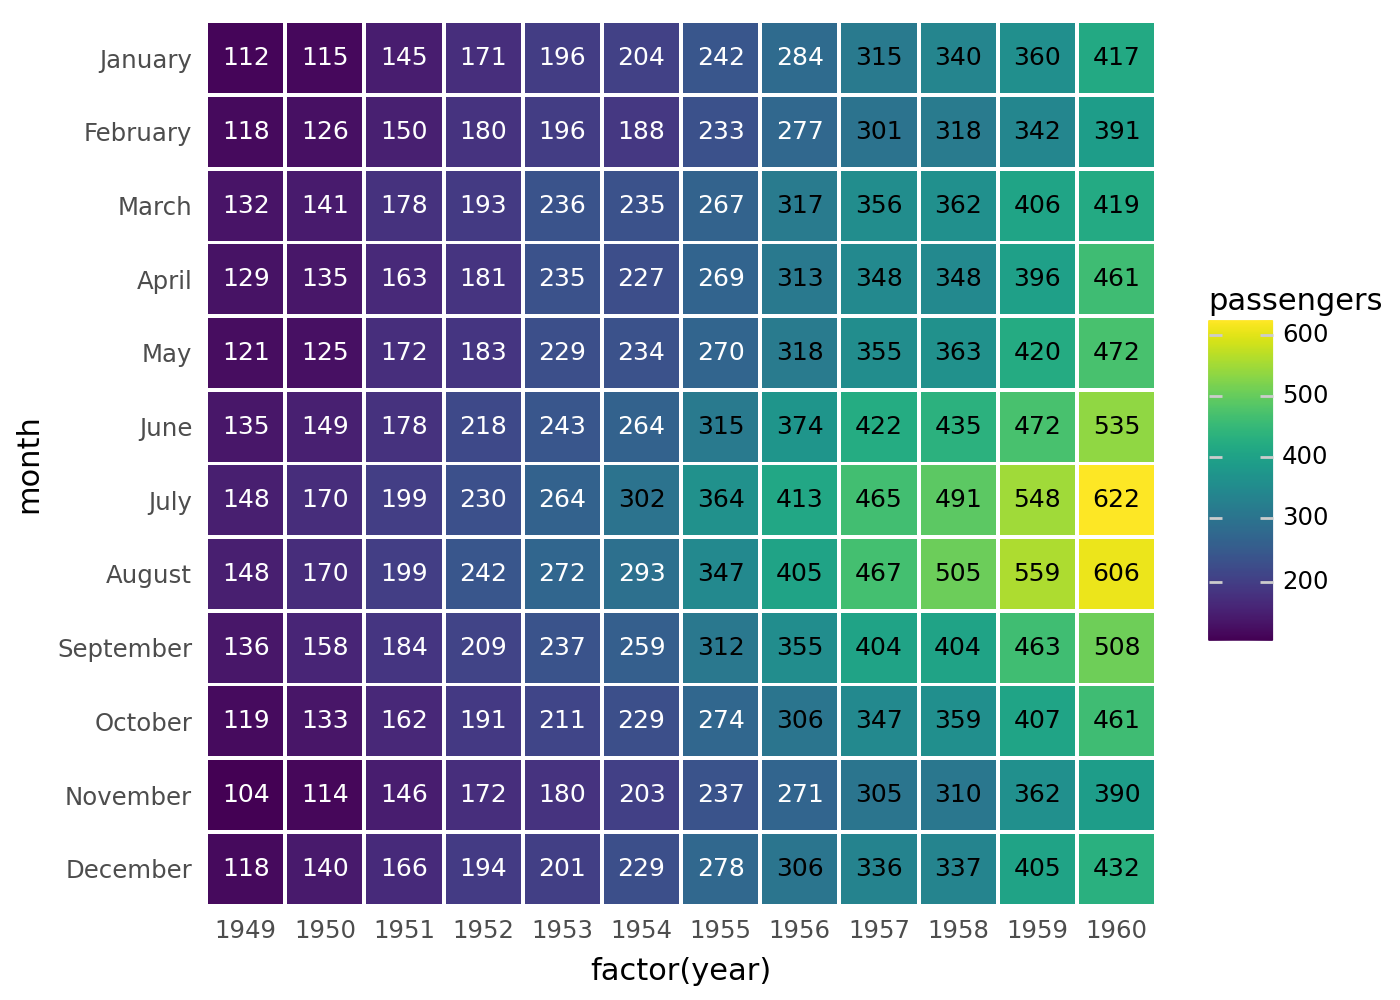 January 112 115 145 171 196 204 242 284 315 340 360 417
February 118 126 150 180 196 188 233 277 301 318 342 391
March 132 141 178 193 236 235 267 317 356 362 406 419
April 129 135 163 181 235 227 269 313 348 348 396 461
May 121 125 172 183 229 234 270 318 355 363 420 472
June 135 149 178 218 243 264 315 374 422 435 472 535
July 148 170 199 230 264 302 364 413 465 491 548 622
August 148 170 199 242 272 293 347 405 467 505 559 606
September 136 158 184 209 237 259 312 355 404 404 463 508
October 119 133 162 191 211 229 274 306 347 359 407 461
November 104 114 146 172 180 203 237 271 305 310 362 390
December 118 140 166 194 201 229 278 306 336 337 405 432
1949 1950 1951 1952 1953 1954 1955 1956 1957 1958 1959 1960
factor(year)
month
passengers
600
500
400
300
200